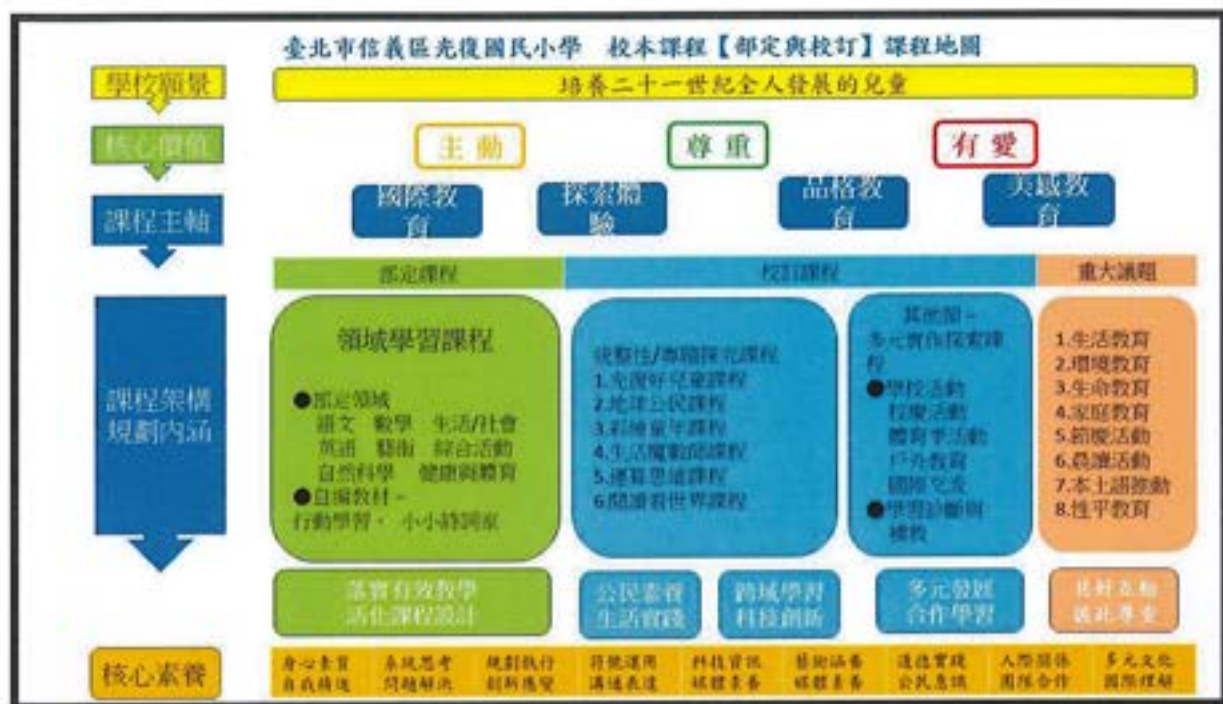 臺北市信義區光復國民小學 校本課程【部定與校訂】課程地圖
學校願景
培養二十一世紀全人發展的兒童
核心價值
主動
尊重
有愛
課程主軸
國際教
育
探索體
驗
品格教
育
美感教
育
部定課程
校訂課程
重大議題
課程架構
規劃內涵
領域學習課程
●部定領域
語文 數學 生活/社會
英語 藝術 綜合活動
自然科學 健康與體育
●自編教材-
行動學習、小小詩詞家
統整性/專題探究課程
1.光復好兒童課程
2.地球公民課程
3.彩繪童年課程
4.生活魔數師課程
5.運算思維課程
6.閱讀看世界課程
其他類-
多元實作探索課
程
●學校活動
校慶活動
體育季活動
戶外教育
國際交流
●學習診斷與
補救
1.生活教育
2.環境教育
3.生命教育
4.家庭教育
5.節慶活動
6.晨讀活動
7.本土語推動
8.性平教育
落實有效教學
活化課程設計
公民素養
生活實踐
跨域學習
科技創新
多元發展
合作學習
良好互動
彼此尊重
核心素養
身心素質
自我精進
系統思考
問題解決
規劃執行
創新應變
符號運用
溝通表達
科技資訊
媒體素養
藝術涵養
媒體素養
道德實踐
公民意識
人際關係
團隊合作
多元文化
國際理解